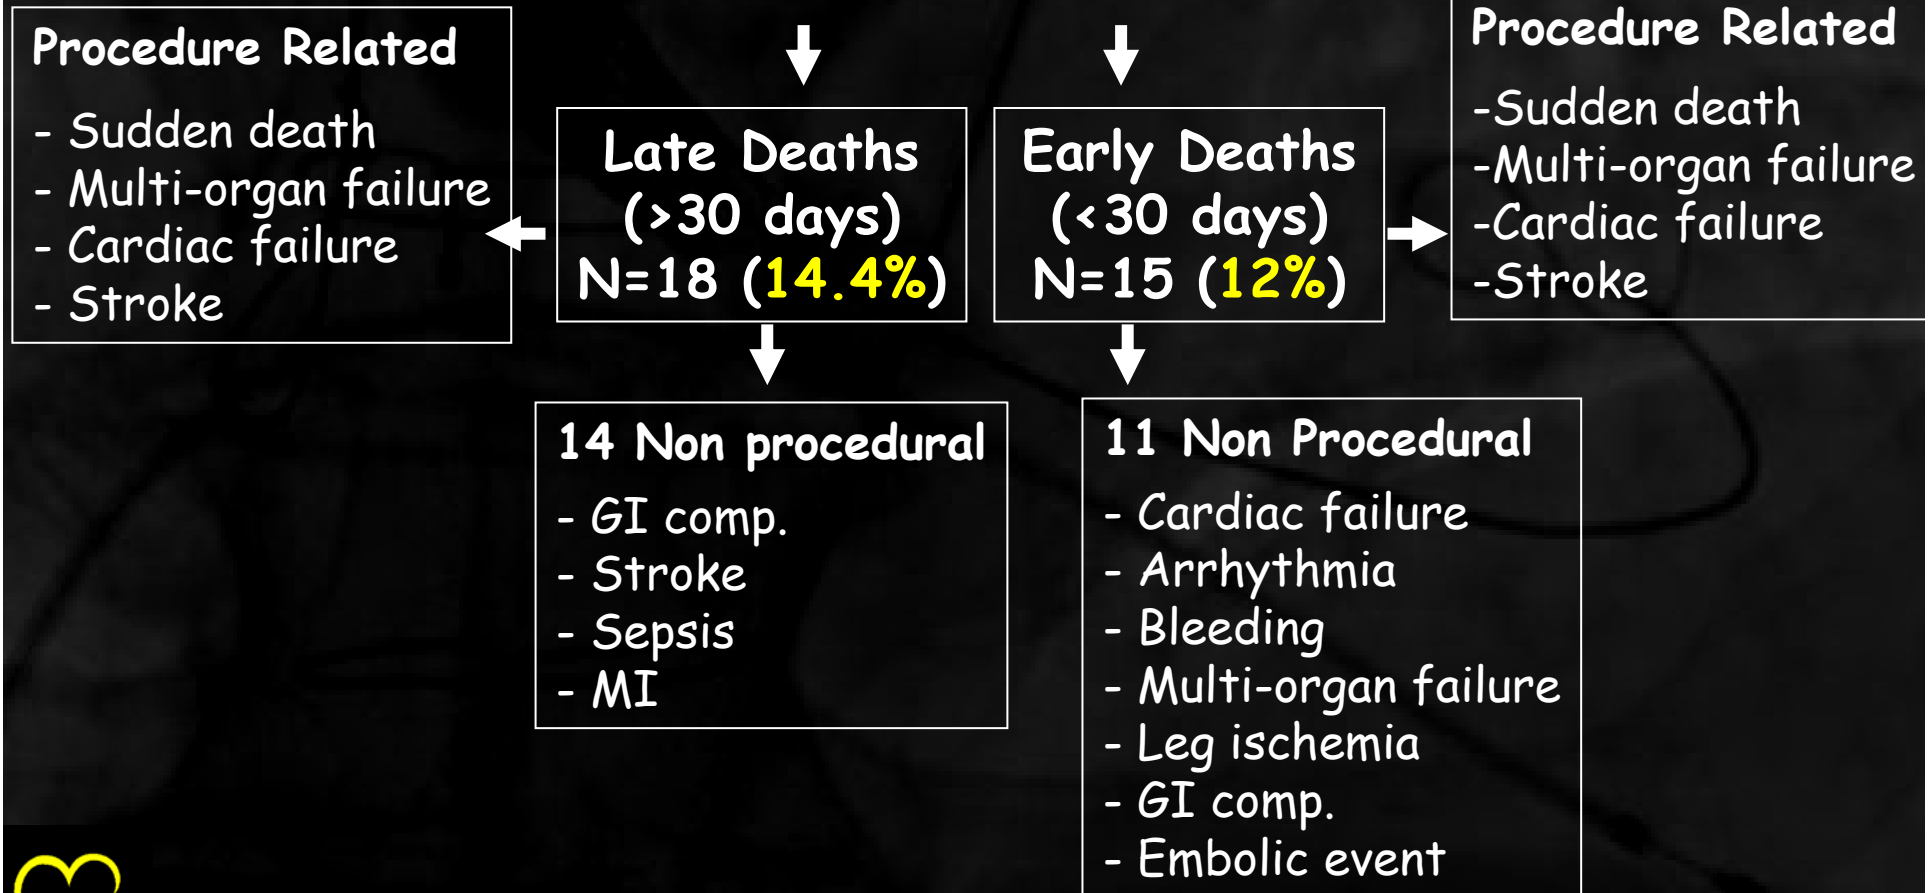 Procedure Related
- Sudden death
- Multi-organ failure
- Cardiac failure
- Stroke
Late Deaths
(>30 days)
N=18 (14.4%)
Early Deaths
(<30 days)
N=15 (12%)
Procedure Related
-Sudden death
-Multi-organ failure
-Cardiac failure
-Stroke
14 Non procedural
- GI comp.
- Stroke
- Sepsis
- MI
11 Non Procedural
- Cardiac failure
- Arrhythmia
- Bleeding
- Multi-organ failure
- Leg ischemia
- GI comp.
- Embolic event